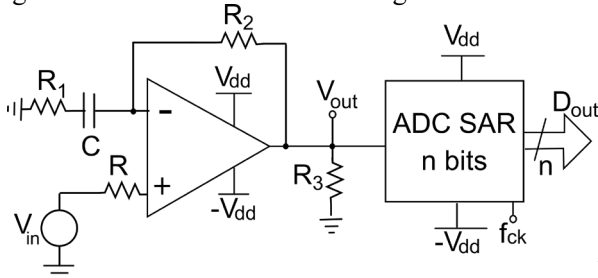 R2
R1
Vdd
Vdd
Vout
Dout
-
ADC SAR
C
n bits
n
R
R3
+
-Vdd
Vin
-Vdd
fck